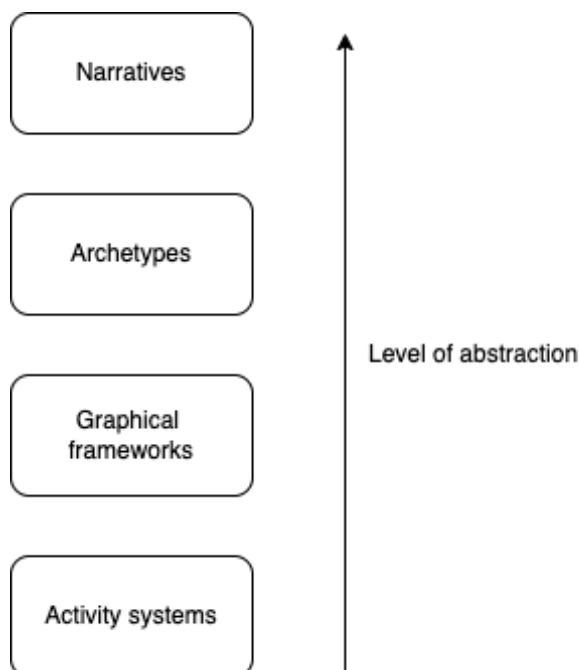 Narratives
Archetypes
Level of abstraction
Graphical
frameworks
Activity systems